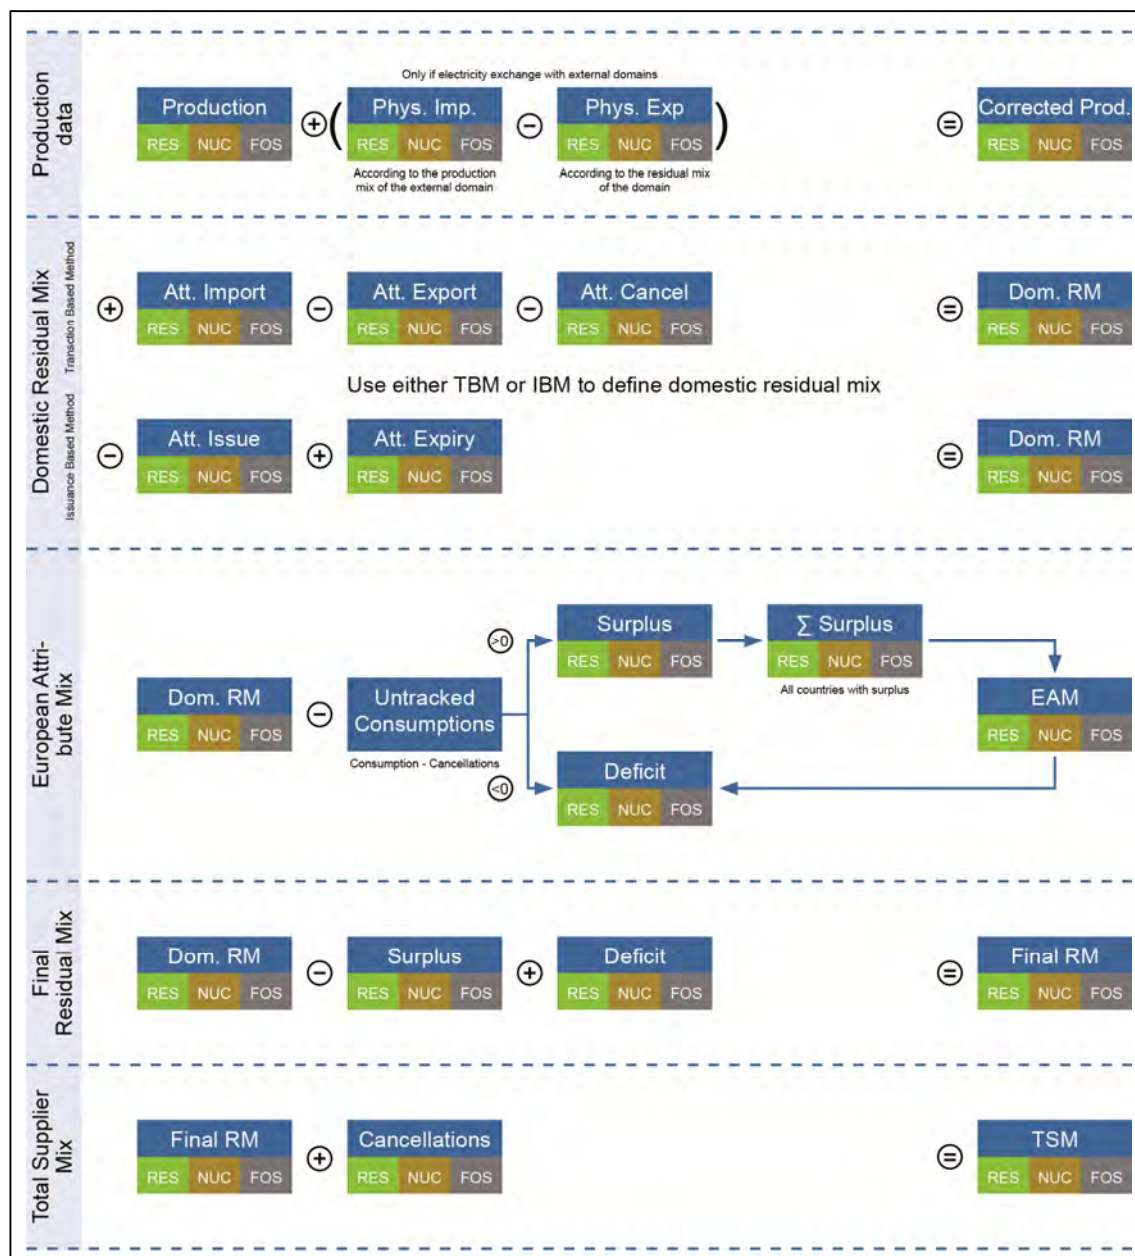 Production
data
Only if electricity exchange with external domains
Production
RES NUC FOS
+
(
Phys. Imp.
RES NUC FOS
According to the production
mix of the external domain
−
Phys. Exp
RES NUC FOS
According to the residual mix
of the domain
)
=
Corrected Prod.
RES NUC FOS
Domestic Residual Mix
Transction Based Method
+
Att. Import
RES NUC FOS
−
Att. Export
RES NUC FOS
−
Att. Cancel
RES NUC FOS
=
Dom. RM
RES NUC FOS
Use either TBM or IBM to define domestic residual mix
Issuance Based Method
−
Att. Issue
RES NUC FOS
+
Att. Expiry
RES NUC FOS
=
Dom. RM
RES NUC FOS
European Attri-
bute Mix
Dom. RM
RES NUC FOS
−
Untracked
Consumptions
Consumption - Cancellations
>0
Surplus
RES NUC FOS
∑ Surplus
RES NUC FOS
All countries with surplus
EAM
RES NUC FOS
<0
Deficit
RES NUC FOS
Final
Residual Mix
Dom. RM
RES NUC FOS
−
Surplus
RES NUC FOS
+
Deficit
RES NUC FOS
=
Final RM
RES NUC FOS
Total Supplier
Mix
Final RM
RES NUC FOS
+
Cancellations
RES NUC FOS
=
TSM
RES NUC FOS